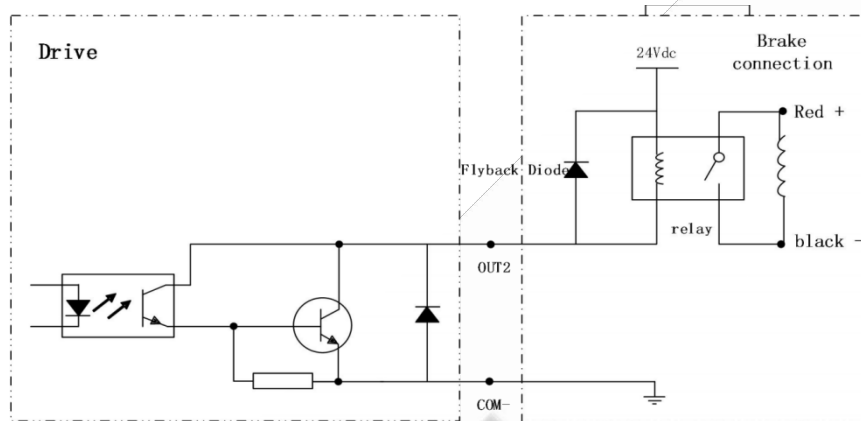 Drive
Brake
connection
24Vdc
Red +
Flyback Diode
relay
black -
OUT2
COM-